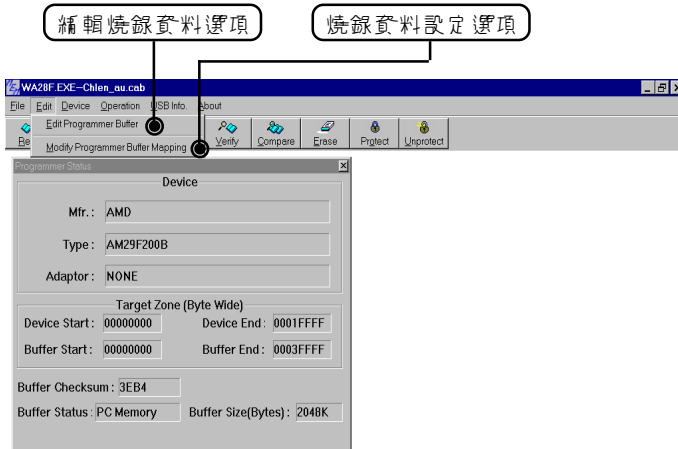 編輯燒錄資料選項
燒錄資料設定選項
WA28F.EXE–Chlen_au.cab
File Edit Device Operation USB Info. About
Edit Programmer Buffer
Modify Programmer Buffer Mapping
Verify Compare Erase Protect Unprotect
Programmer Status
Device
Mfr. : AMD
Type : AM29F200B
Adaptor : NONE
Target Zone (Byte Wide)
Device Start : 00000000 Device End : 0001FFFF
Buffer Start : 00000000 Buffer End : 0003FFFF
Buffer Checksum : 3EB4
Buffer Status : PC Memory Buffer Size(Bytes) : 2048K